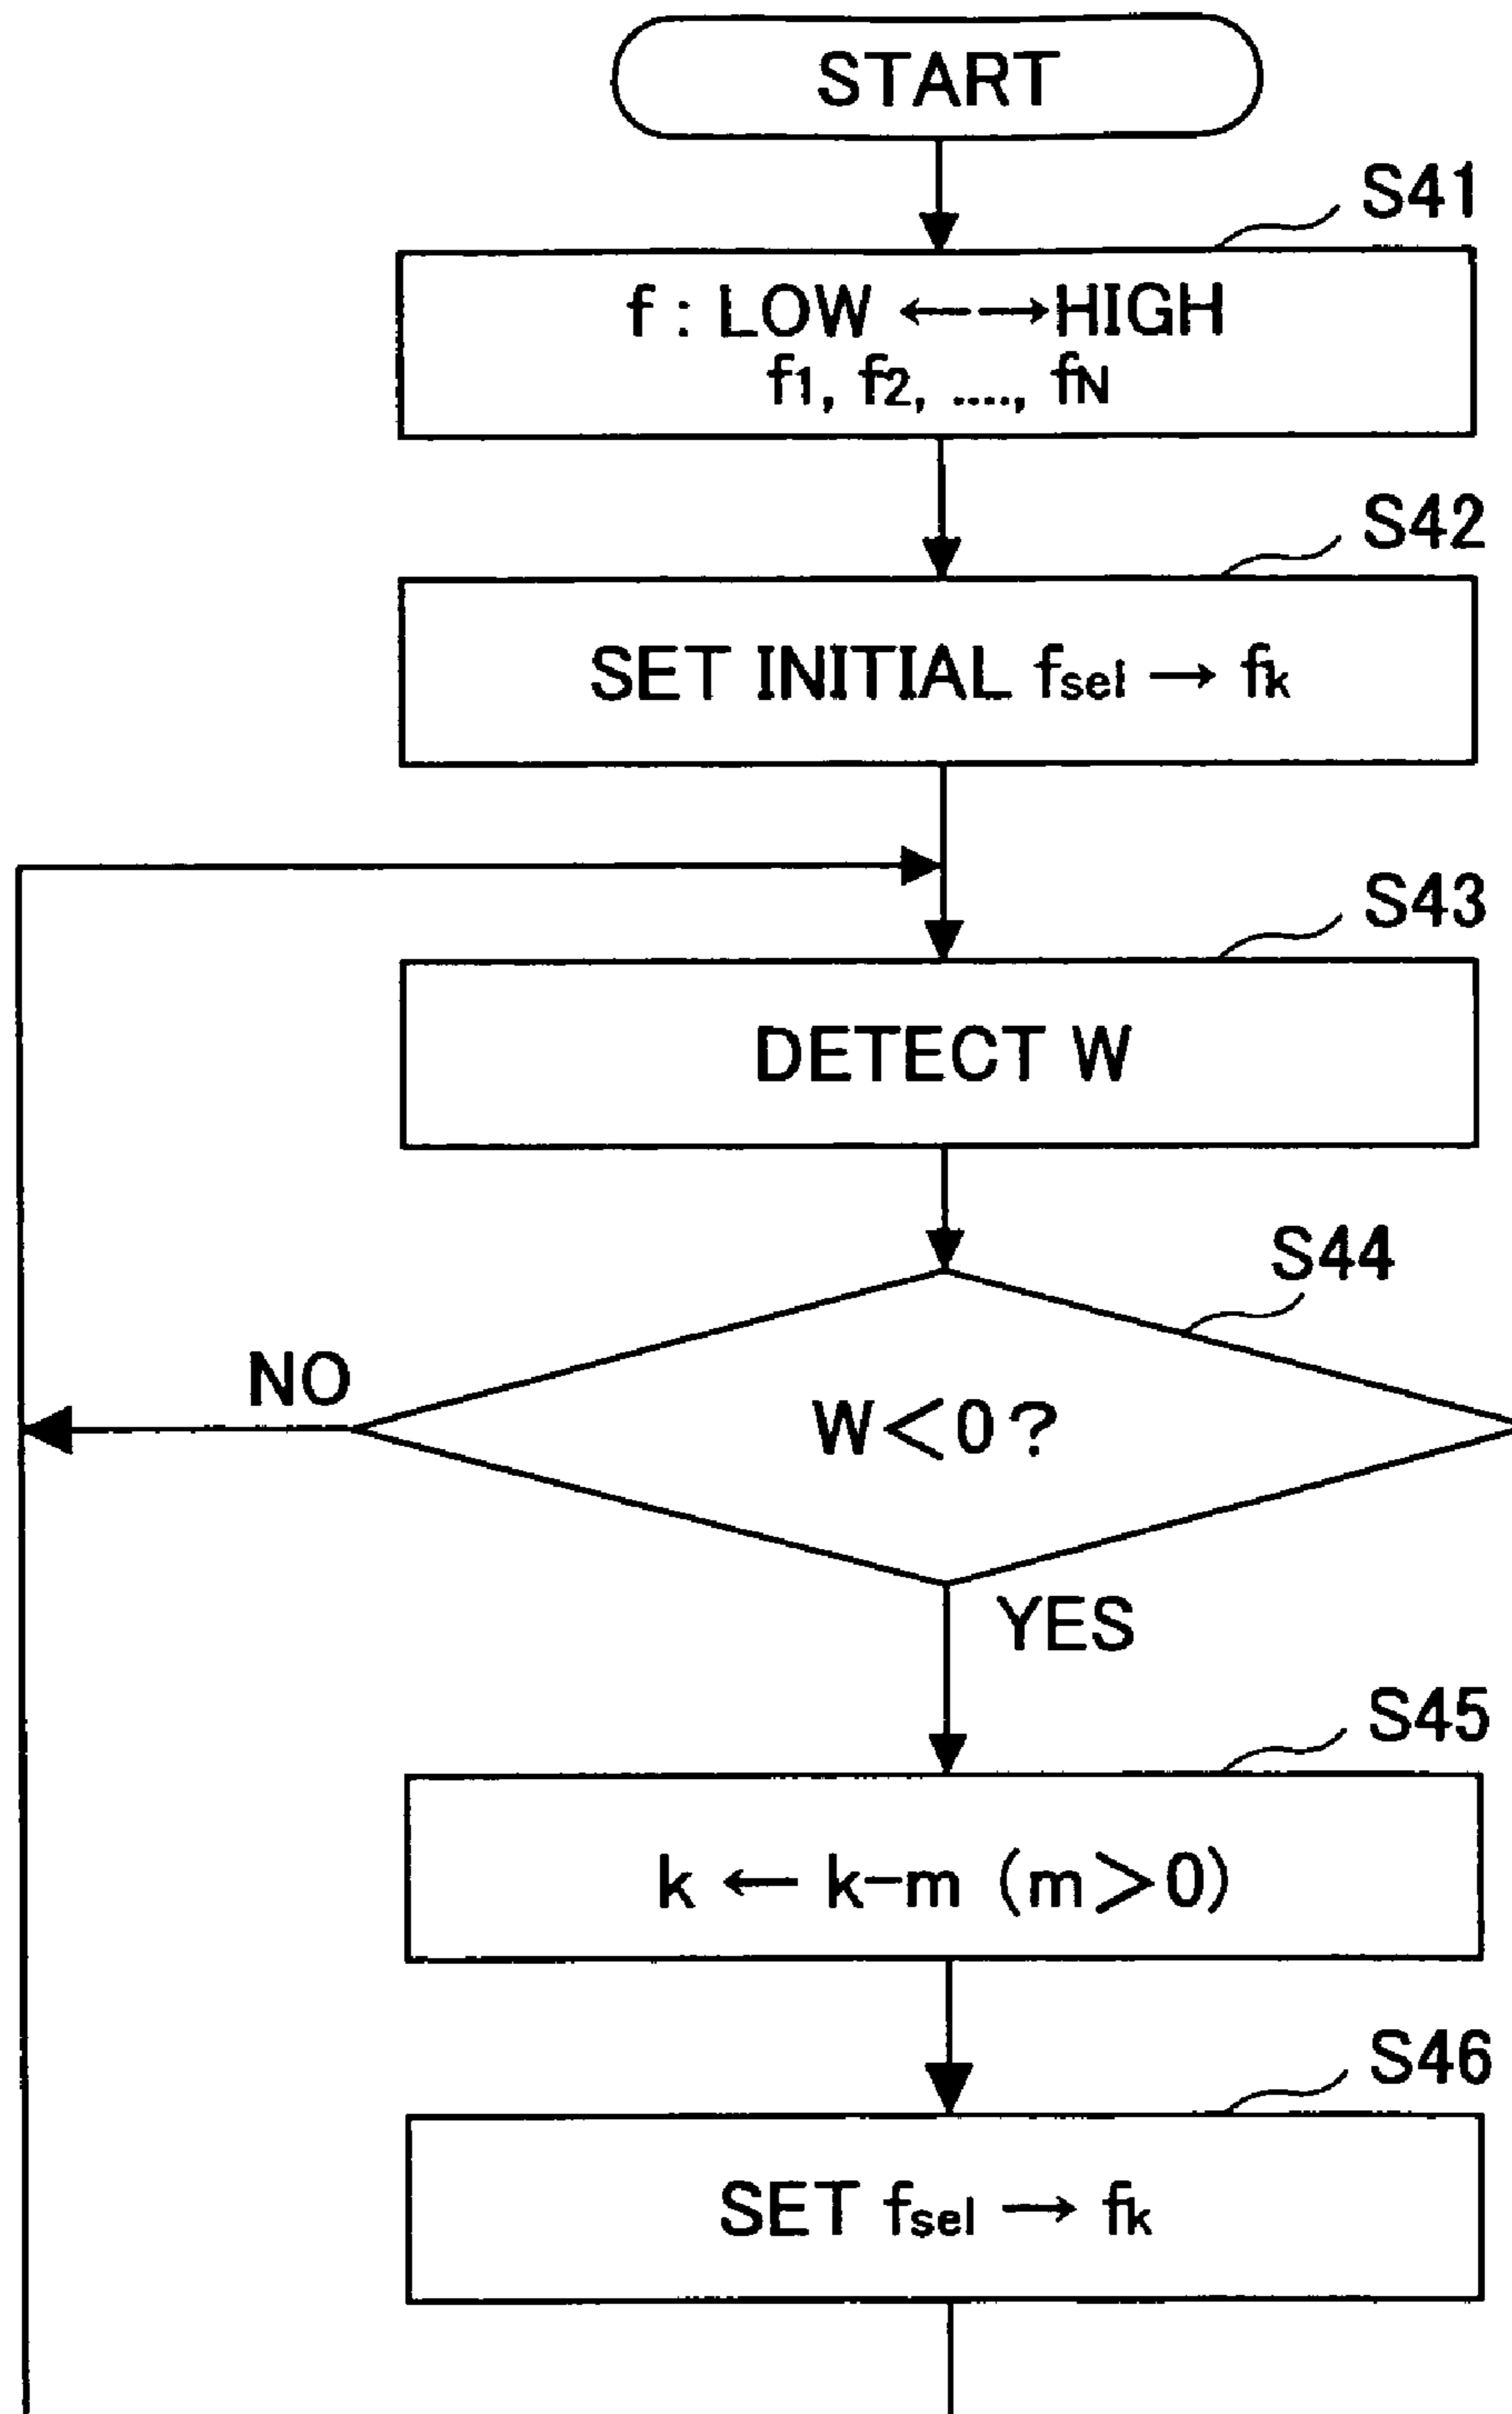 START
S41
f : LOW ←--→HIGH
f1, f2, ...., fN
S42
SET INITIAL fsel → fk
S43
DETECT W
S44
NO
W<0?
YES
S45
k ← k-m (m>0)
S46
SET fsel → fk